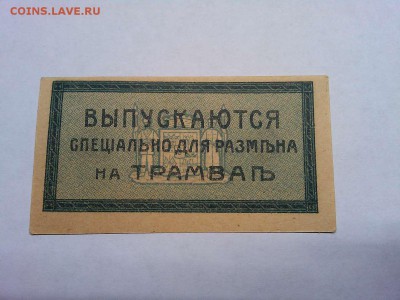 COINS.LAVE.RU
ВЫПУСКАЮТСЯ
СПЕЦІАЛЬНО ДЛЯ РАЗМѢНА
НА ТРАМВАѢ